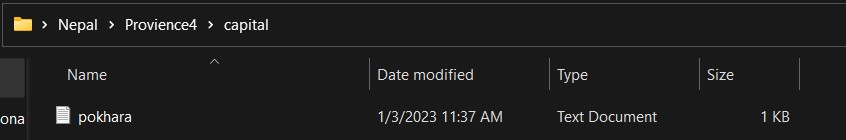 Nepal > Provience4 > capital
Name Date modified Type Size
ona pokhara 1/3/2023 11:37 AM Text Document 1 KB